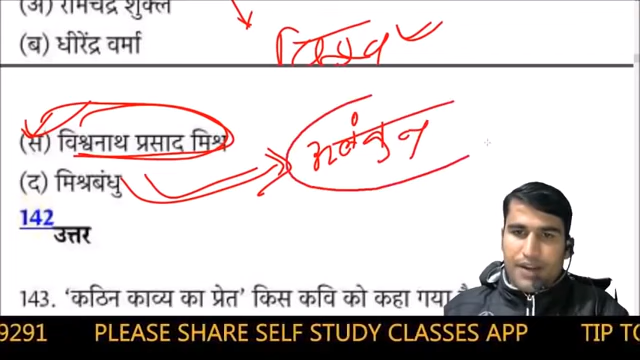 (अ) रामचंद्र शुक्ल
(ब) धीरेंद्र वर्मा
(स) विश्वनाथ प्रसाद मिश्र
(द) मिश्रबंधु
142
उत्तर
143. 'कठिन काव्य का प्रेत' किस कवि को कहा गया है
9291 PLEASE SHARE SELF STUDY CLASSES APP TIP TO